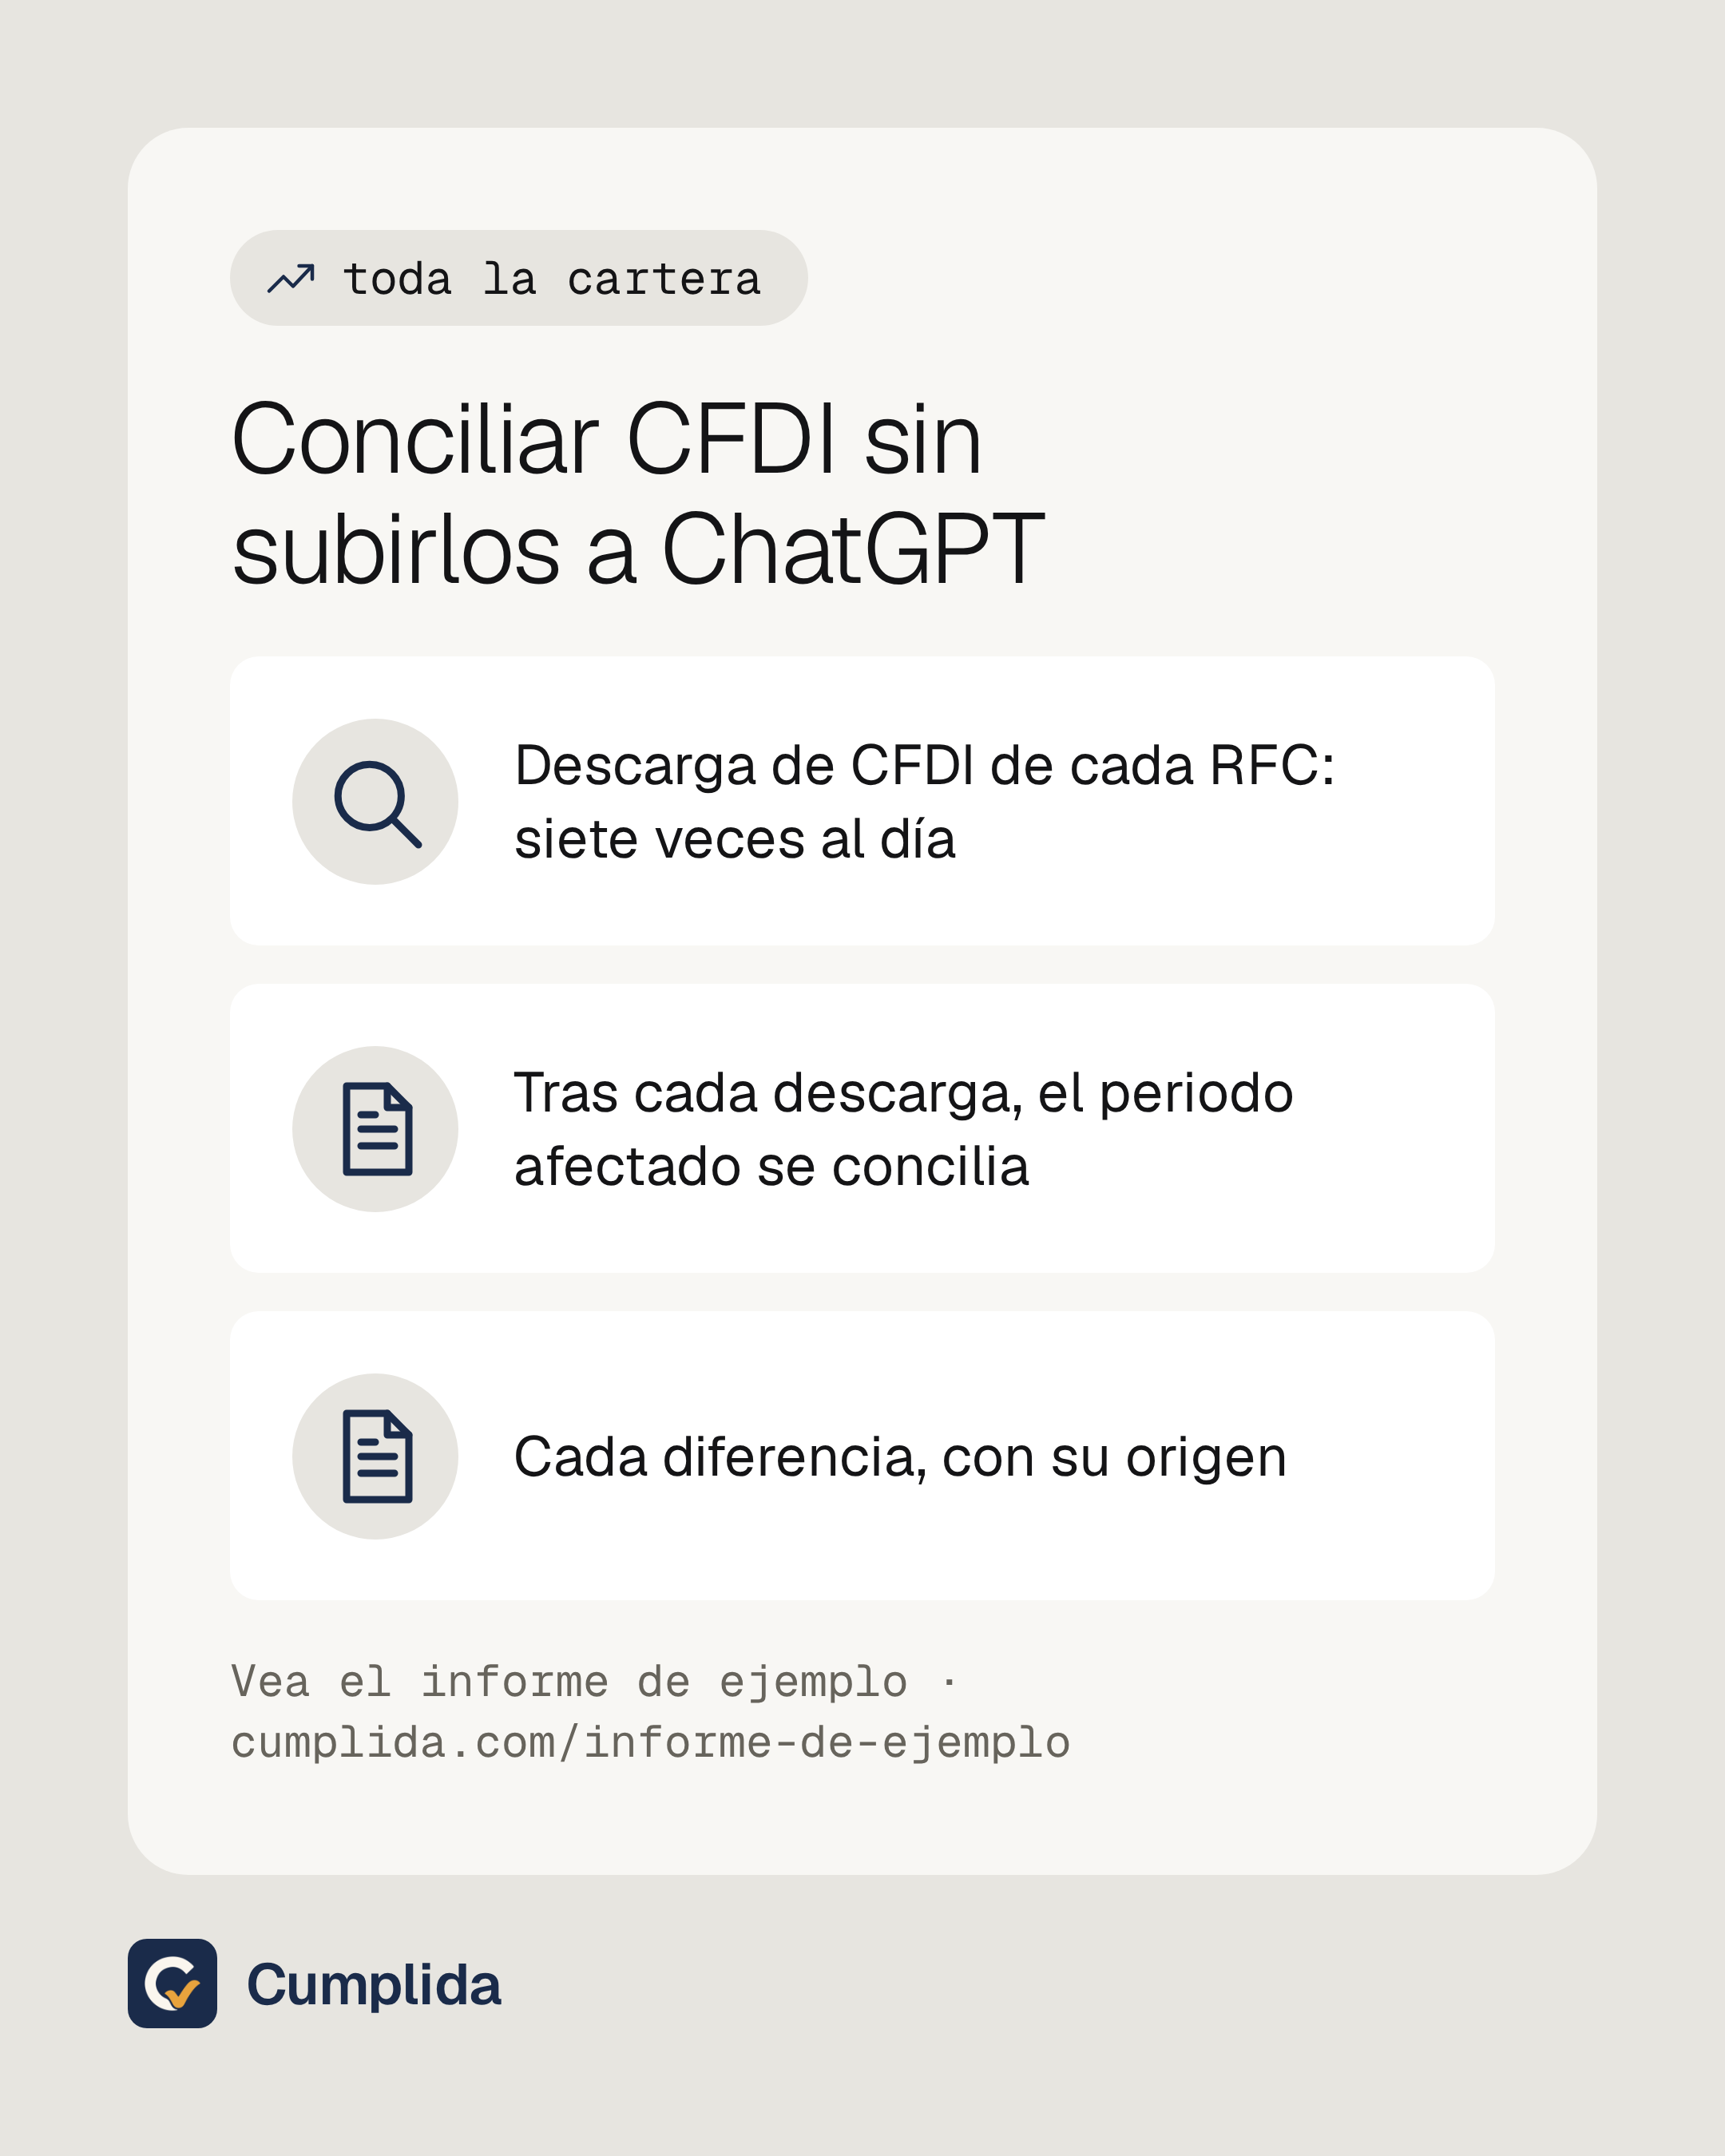 toda la cartera
Conciliar CFDI sin
subirlos a ChatGPT
Descarga de CFDI de cada RFC:
siete veces al día
Tras cada descarga, el periodo
afectado se concilia
Cada diferencia, con su origen
Vea el informe de ejemplo ·
cumplida.com/informe-de-ejemplo
Cumplida